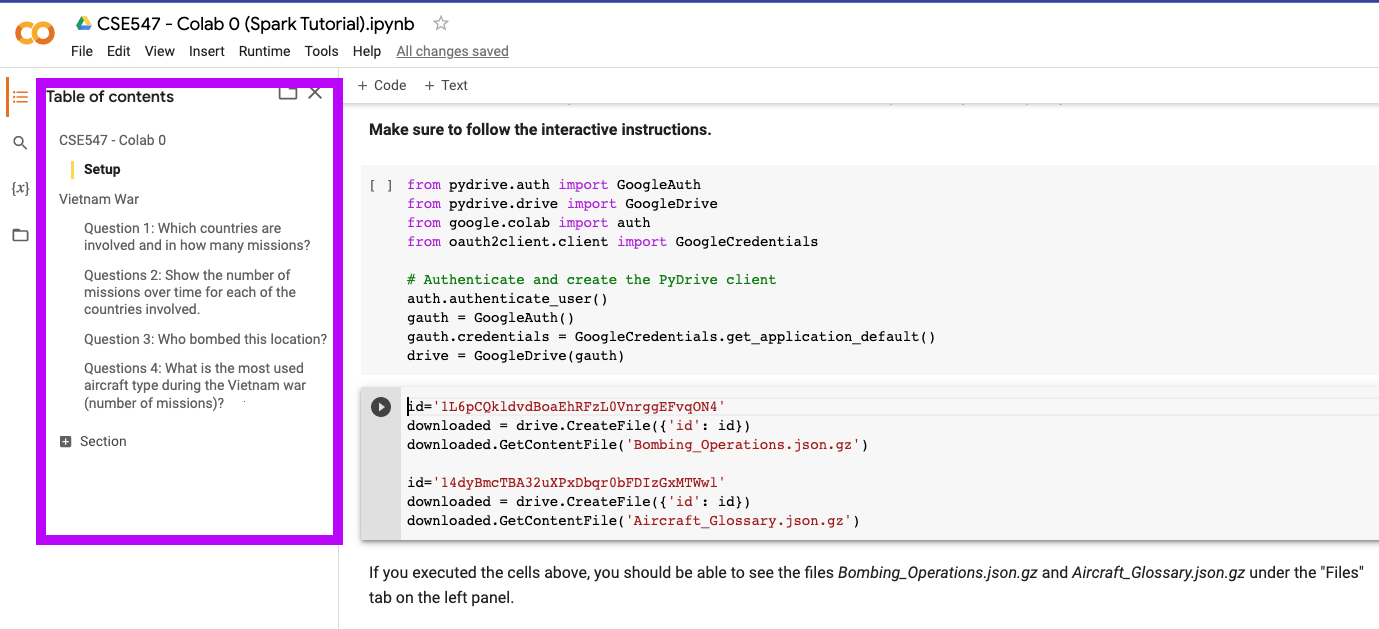 CSE547 - Colab 0 (Spark Tutorial).ipynb
File Edit View Insert Runtime Tools Help All changes saved
Table of contents
CSE547 - Colab 0
Setup
Vietnam War
Question 1: Which countries are
involved and in how many missions?
Questions 2: Show the number of
missions over time for each of the
countries involved.
Question 3: Who bombed this location?
Questions 4: What is the most used
aircraft type during the Vietnam war
(number of missions)?
Section
{x}
+ Code + Text
Make sure to follow the interactive instructions.
[ ] from pydrive.auth import GoogleAuth
from pydrive.drive import GoogleDrive
from google.colab import auth
from oauth2client.client import GoogleCredentials
# Authenticate and create the PyDrive client
auth.authenticate_user()
gauth = GoogleAuth()
gauth.credentials = GoogleCredentials.get_application_default()
drive = GoogleDrive(gauth)
id='1L6pCQkldvdBoaEhRFzL0VnrggEFvqON4'
downloaded = drive.CreateFile({'id': id})
downloaded.GetContentFile('Bombing_Operations.json.gz')
id='14dyBmcTBA32uXPxDbqr0bFDIzGxMTWwl'
downloaded = drive.CreateFile({'id': id})
downloaded.GetContentFile('Aircraft_Glossary.json.gz')
If you executed the cells above, you should be able to see the files Bombing_Operations.json.gz and Aircraft_Glossary.json.gz under the "Files"
tab on the left panel.